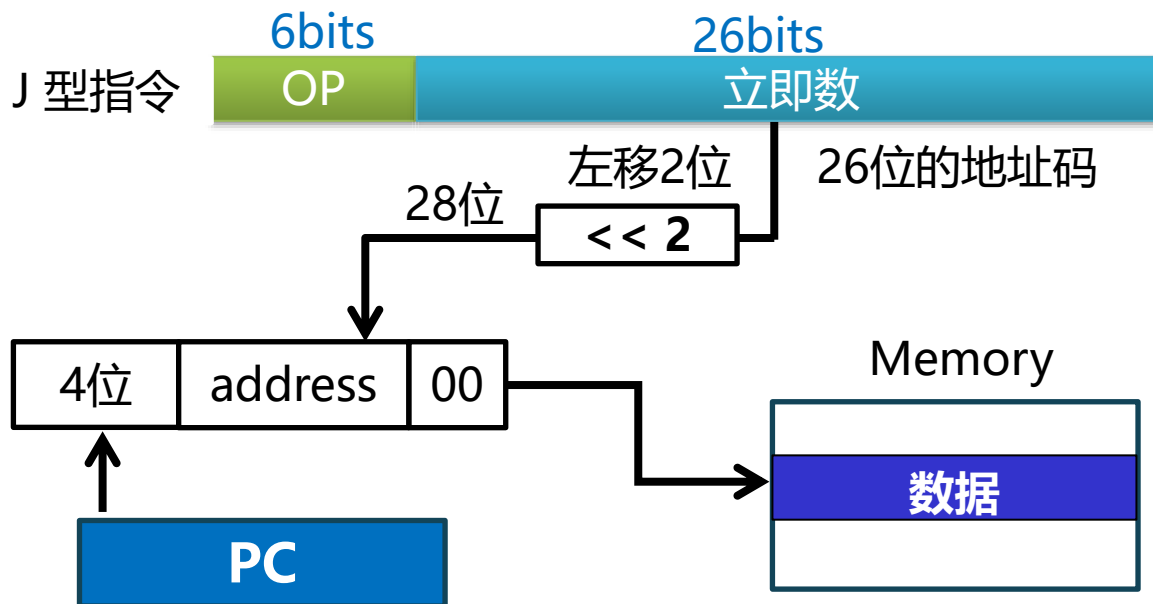 6bits
26bits
J 型指令
OP
立即数
左移2位
26位的地址码
28位
<< 2
4位
address
00
Memory
数据
PC